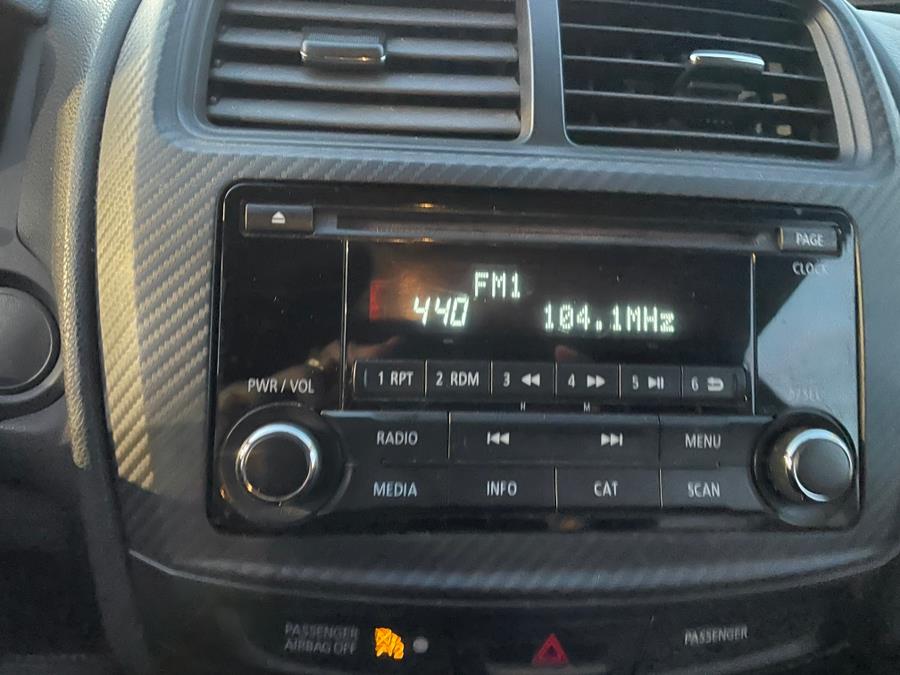 PAGE
CLOCK
FM1
440 104.1MHz
PWR / VOL
1 RPT 2 RDM 3 4 5 6
H M
RADIO MENU
MEDIA INFO CAT SCAN
PASSENGER
AIRBAG OFF
PASSENGER